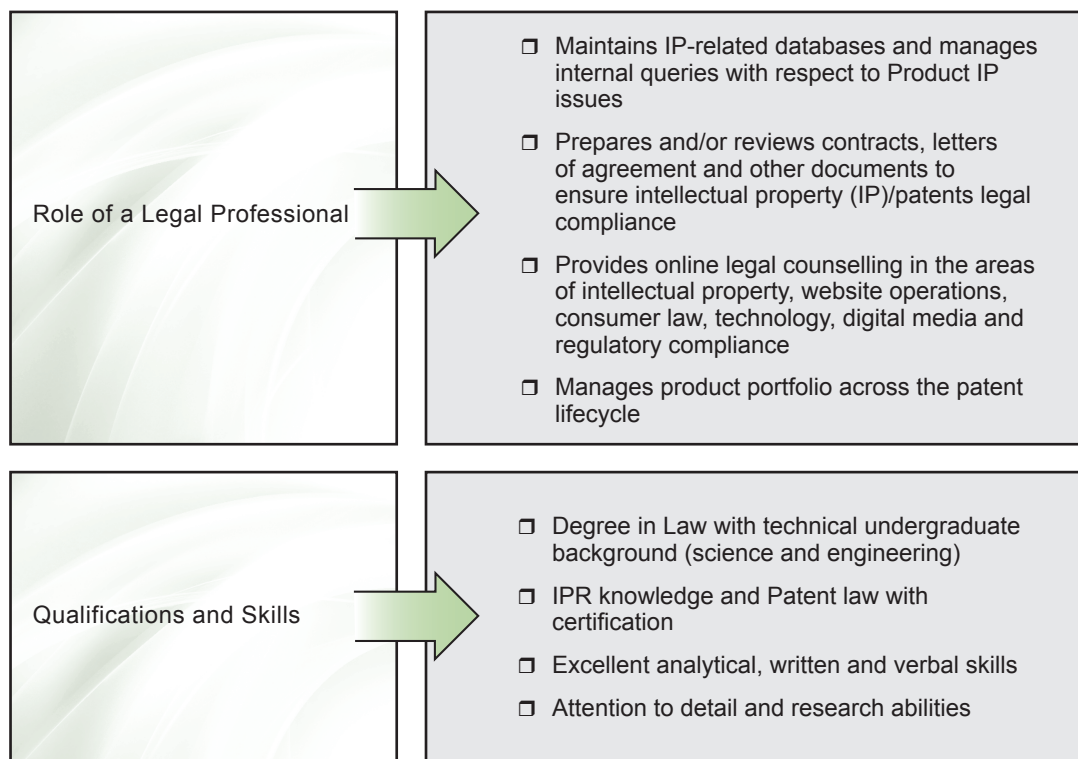 Role of a Legal Professional
❒ Maintains IP-related databases and manages
internal queries with respect to Product IP
issues
❒ Prepares and/or reviews contracts, letters
of agreement and other documents to
ensure intellectual property (IP)/patents legal
compliance
❒ Provides online legal counselling in the areas
of intellectual property, website operations,
consumer law, technology, digital media and
regulatory compliance
❒ Manages product portfolio across the patent
lifecycle
Qualifications and Skills
❒ Degree in Law with technical undergraduate
background (science and engineering)
❒ IPR knowledge and Patent law with
certification
❒ Excellent analytical, written and verbal skills
❒ Attention to detail and research abilities